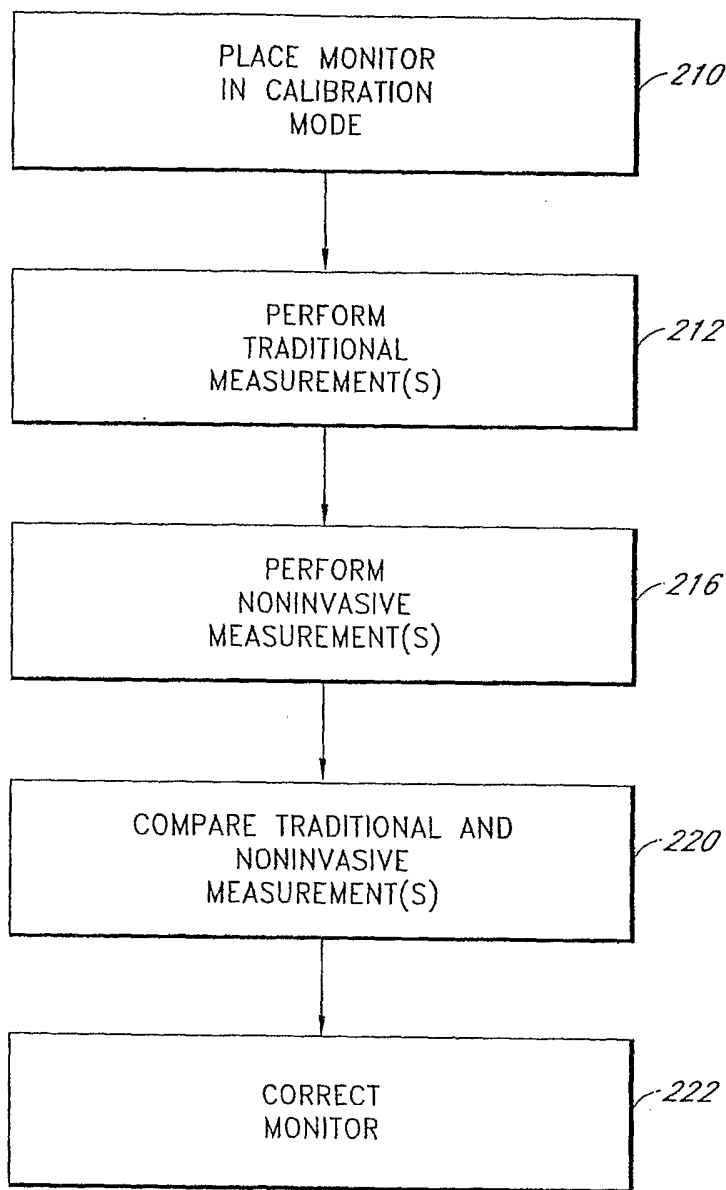 PLACE MONITOR
IN CALIBRATION
MODE
210
PERFORM
TRADITIONAL
MEASUREMENT(S)
212
PERFORM
NONINVASIVE
MEASUREMENT(S)
216
COMPARE TRADITIONAL AND
NONINVASIVE
MEASUREMENT(S)
220
CORRECT
MONITOR
222